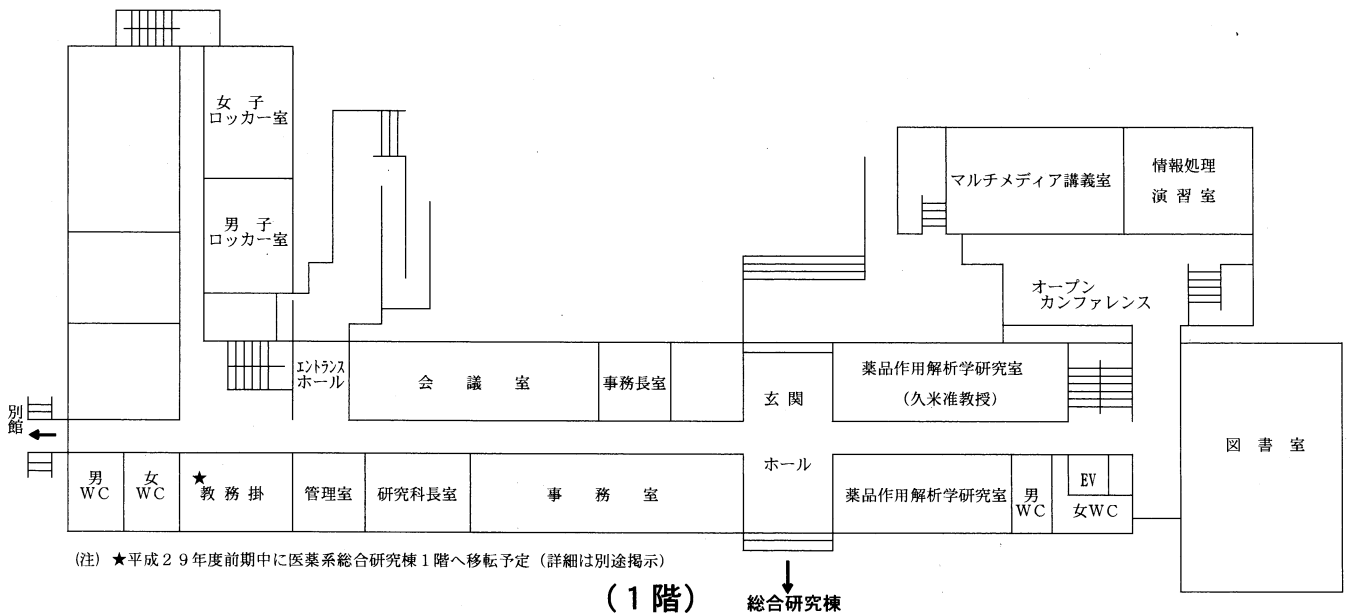 女 子
ロッカー室
男 子
ロッカー室
マルチメディア講義室
情報処理
演 習 室
オープン
カンファレンス
エントランス
ホール
会 議 室
事務長室
玄 関
ホール
薬品作用解析学研究室
(久米准教授)
図 書 室
別館
男
WC
女
WC
★
教 務 掛
管理室
研究科長室
事 務 室
薬品作用解析学研究室
男
WC
EV
女WC
(注) ★平成29年度前期中に医薬系総合研究棟1階へ移転予定(詳細は別途掲示)
(1階)
総合研究棟